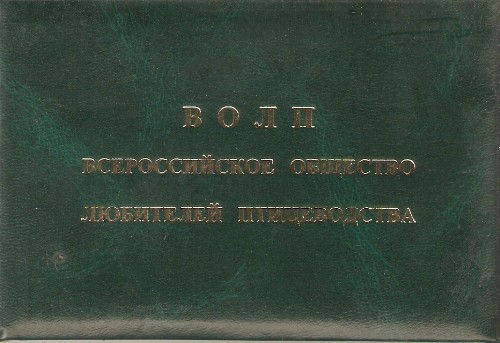 ВОЛП
ВСЕРОССИЙСКОЕ ОБЩЕСТВО
ЛЮБИТЕЛЕЙ ПТИЦЕВОДСТВА